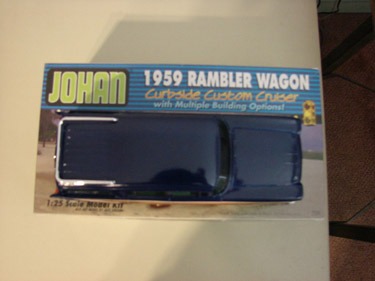 JOHAN
1959 RAMBLER WAGON
Curbside Custom Cruiser
with Multiple Building Options!
1:25 Scale Model Kit